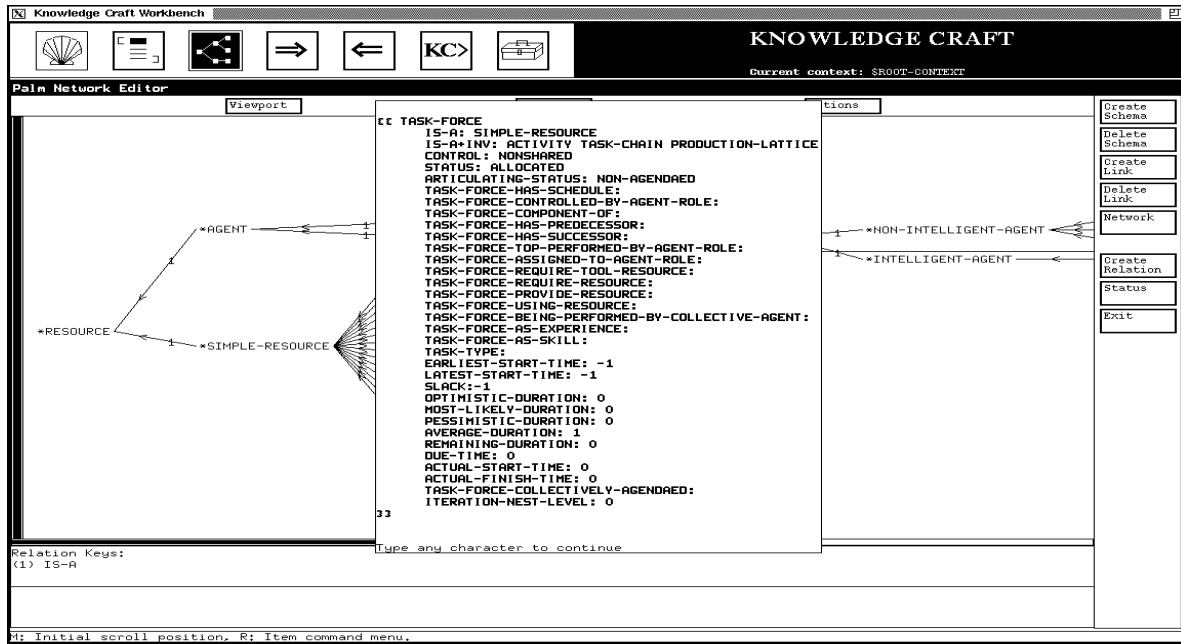 Knowledge Craft Workbench
KC>
KNOWLEDGE CRAFT
Current context: $ROOT-CONTEXT
Palm Network Editor
Viewport
tions
[[ TASK-FORCE
IS-A: SIMPLE-RESOURCE
IS-A+INV: ACTIVITY TASK-CHAIN PRODUCTION-LATTICE
CONTROL: NONSHARED
STATUS: ALLOCATED
ARTICULATING-STATUS: NON-AGENDAED
TASK-FORCE-HAS-SCHEDULE:
TASK-FORCE-CONTROLLED-BY-AGENT-ROLE:
TASK-FORCE-COMPONENT-OF:
TASK-FORCE-HAS-PREDECESSOR:
TASK-FORCE-HAS-SUCCESSOR:
TASK-FORCE-TOP-PERFORMED-BY-AGENT-ROLE:
TASK-FORCE-ASSIGNED-TO-AGENT-ROLE:
TASK-FORCE-REQUIRE-TOOL-RESOURCE:
TASK-FORCE-REQUIRE-RESOURCE:
TASK-FORCE-PROVIDE-RESOURCE:
TASK-FORCE-USING-RESOURCE:
TASK-FORCE-BEING-PERFORMED-BY-COLLECTIVE-AGENT:
TASK-FORCE-AS-EXPERIENCE:
TASK-FORCE-AS-SKILL:
TASK-TYPE:
EARLIEST-START-TIME: -1
LATEST-START-TIME: -1
SLACK:-1
OPTIMISTIC-DURATION: 0
MOST-LIKELY-DURATION: 0
PESSIMISTIC-DURATION: 0
AVERAGE-DURATION: 1
REMAINING-DURATION: 0
DUE-TIME: 0
ACTUAL-START-TIME: 0
ACTUAL-FINISH-TIME: 0
TASK-FORCE-COLLECTIVELY-AGENDAED:
ITERATION-NEST-LEVEL: 0
]]
Type any character to continue
*AGENT
1
1
1
*RESOURCE
1
*SIMPLE-RESOURCE
1
*NON-INTELLIGENT-AGENT
1
*INTELLIGENT-AGENT
Create
Schema
Delete
Schema
Create
Link
Delete
Link
Network
Create
Relation
Status
Exit
Relation Keys:
(1) IS-A
M: Initial scroll position, R: Item command menu.